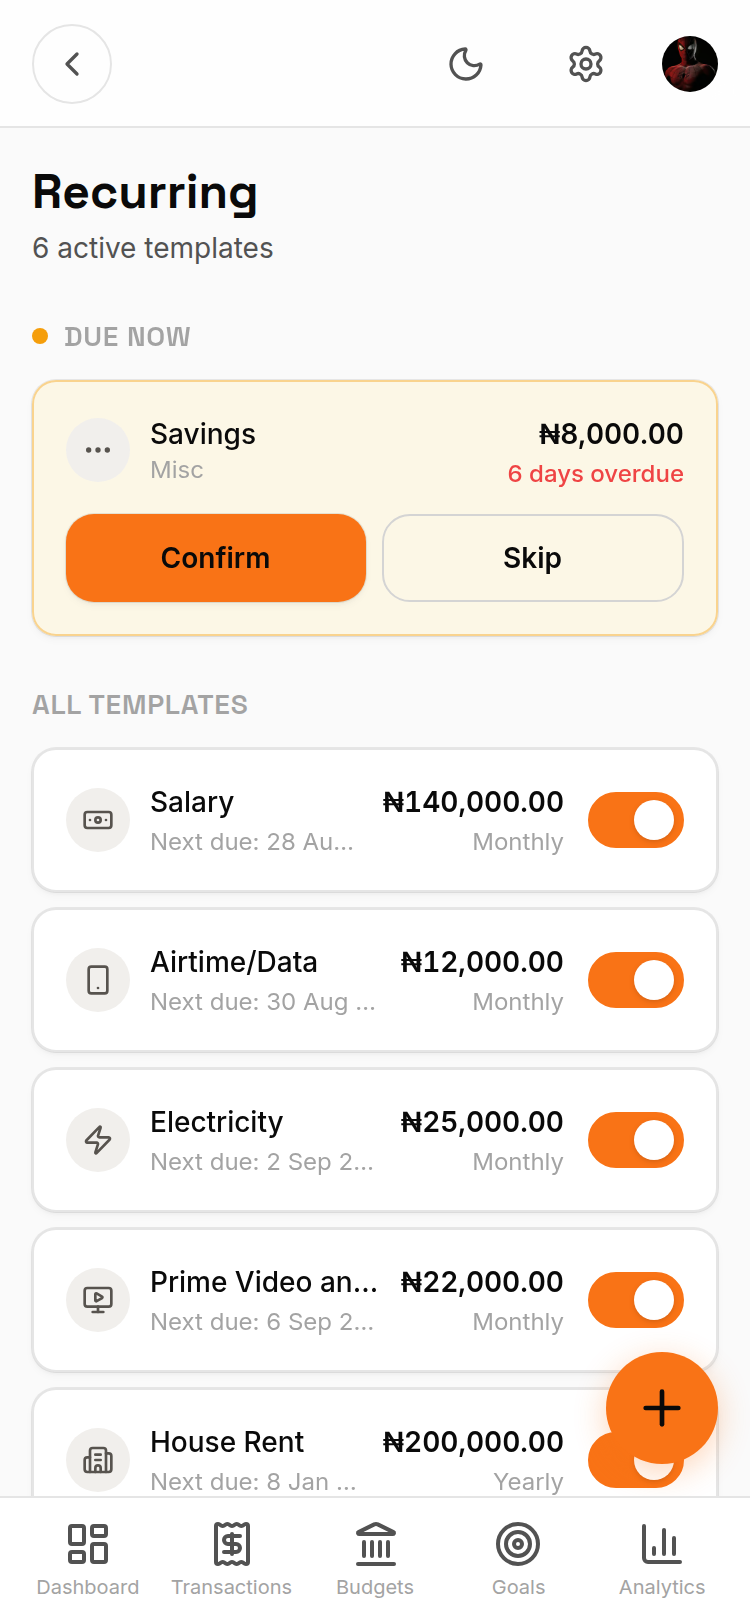 Recurring
6 active templates
DUE NOW
Savings
₦8,000.00
Misc
6 days overdue
Confirm
Skip
ALL TEMPLATES
Salary
₦140,000.00
Next due: 28 Au...
Monthly
Airtime/Data
₦12,000.00
Next due: 30 Aug ...
Monthly
Electricity
₦25,000.00
Next due: 2 Sep 2...
Monthly
Prime Video an...
₦22,000.00
Next due: 6 Sep 2...
Monthly
House Rent
₦200,000.00
Next due: 8 Jan ...
Yearly
Dashboard
Transactions
Budgets
Goals
Analytics